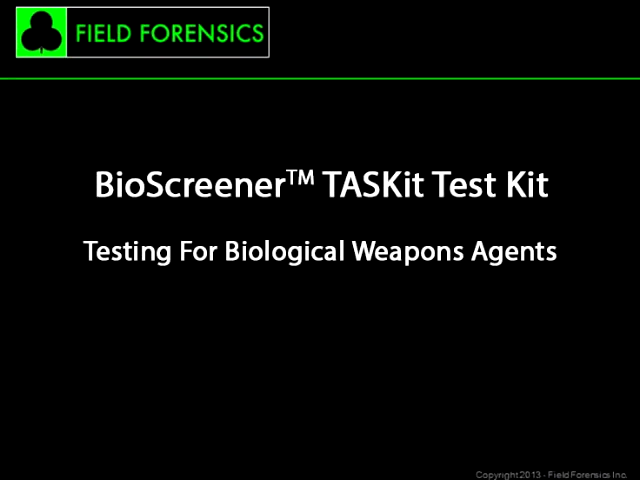 FIELD FORENSICS
BioScreener™ TASKit Test Kit
Testing For Biological Weapons Agents
Copyright 2013 - Field Forensics Inc.